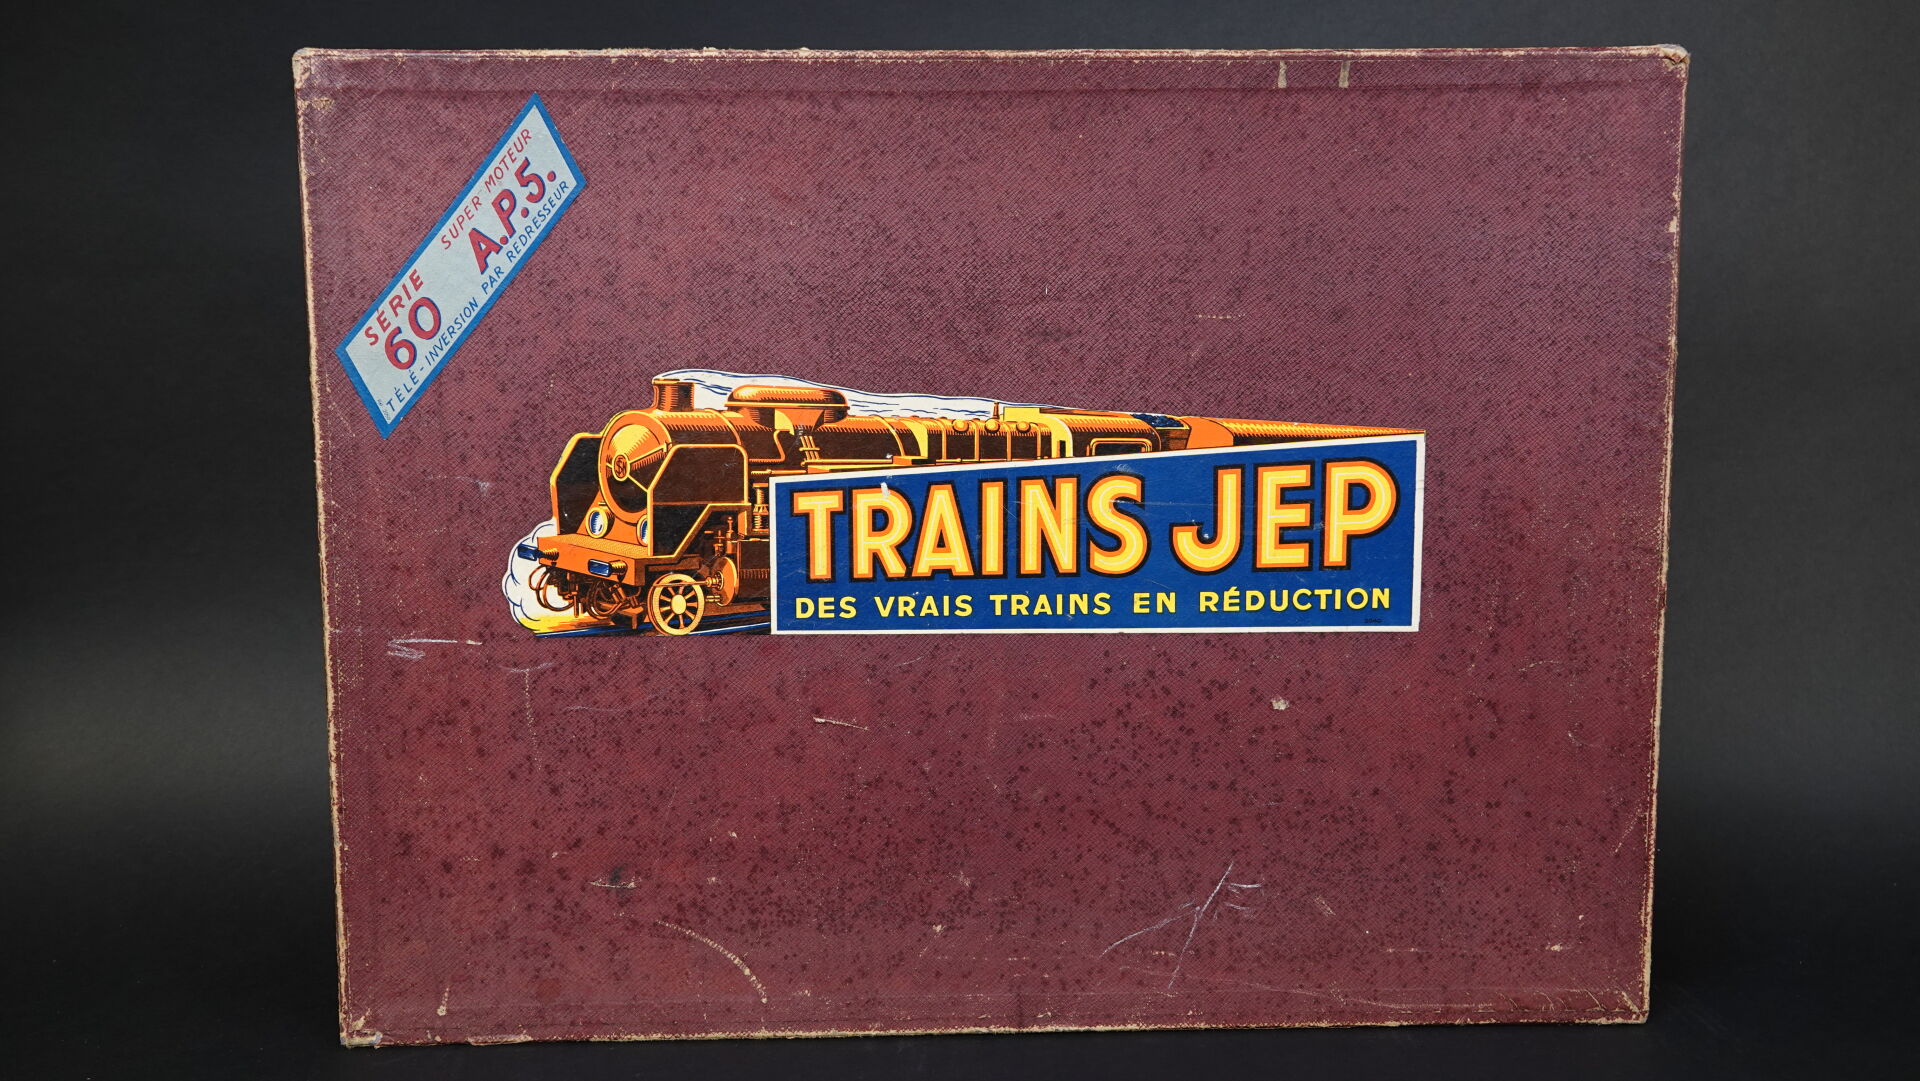 SÉRIE SUPER-MOTEUR
60 A.P.5.
TÉLÉ-INVERSION PAR REDRESSEUR
TRAINS JEP
DES VRAIS TRAINS EN RÉDUCTION